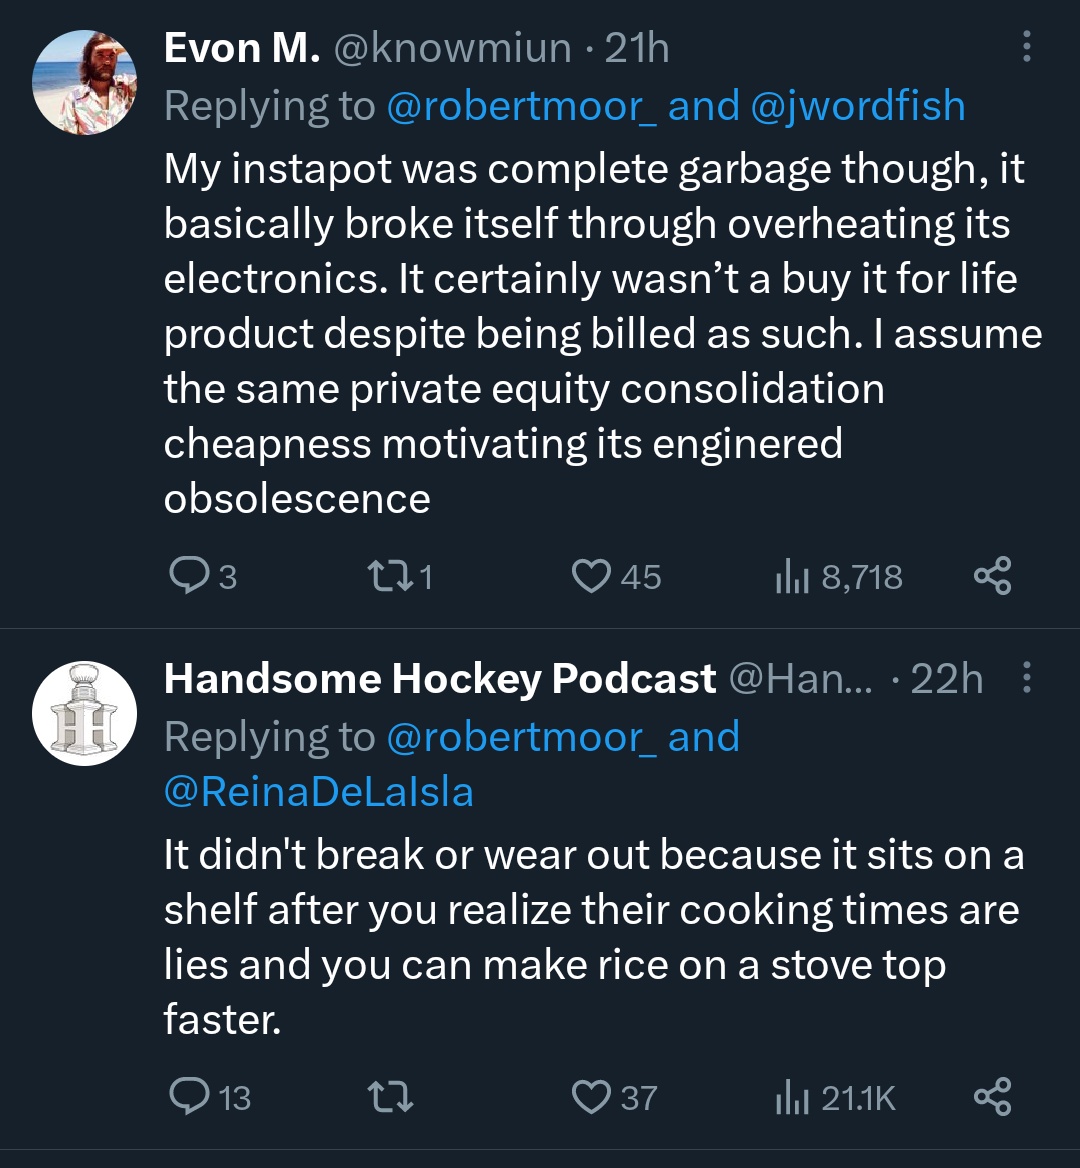 Evon M. @knowmiun · 21h
Replying to @robertmoor_ and @jwordfish
My instapot was complete garbage though, it
basically broke itself through overheating its
electronics. It certainly wasn’t a buy it for life
product despite being billed as such. I assume
the same private equity consolidation
cheapness motivating its enginered
obsolescence
3 1 45 8,718
Handsome Hockey Podcast @Han... · 22h
Replying to @robertmoor_ and
@ReinaDeLaIsla
It didn't break or wear out because it sits on a
shelf after you realize their cooking times are
lies and you can make rice on a stove top
faster.
13 37 21.1K